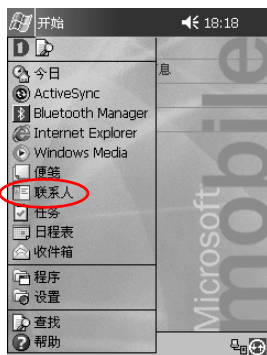 开始 18:18
今日
息
ActiveSync
Bluetooth Manager
Internet Explorer
Windows Media
便笺
联系人
任务
日程表
收件箱
程序
设置
查找
帮助
Microsoft
mobile